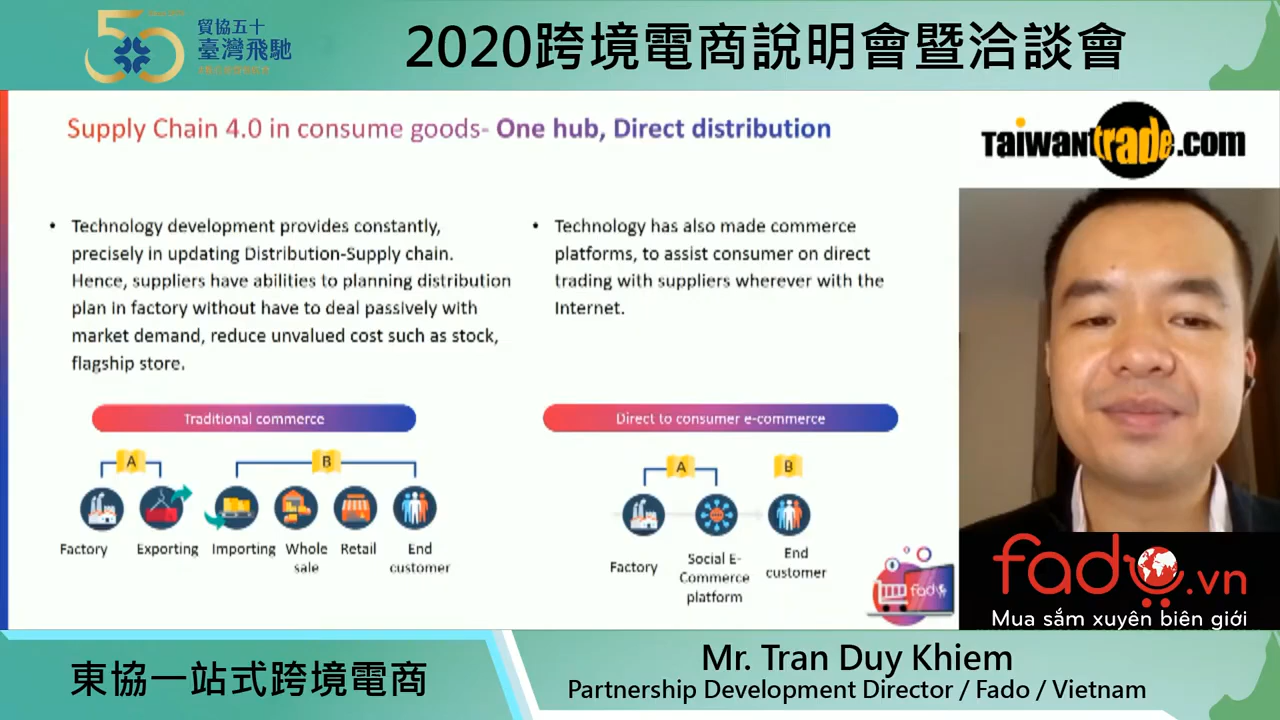 50
貿協五十
臺灣飛馳
2020跨境電商說明會暨洽談會
Supply Chain 4.0 in consume goods- One hub, Direct distribution
TaiwanTrade.com
• Technology development provides constantly,
precisely in updating Distribution-Supply chain.
Hence, suppliers have abilities to planning distribution
plan in factory without have to deal passively with
market demand, reduce unvalued cost such as stock,
flagship store.
• Technology has also made commerce
platforms, to assist consumer on direct
trading with suppliers wherever with the
Internet.
Traditional commerce
A
B
Factory
Exporting
Importing
Whole
sale
Retail
End
customer
Direct to consumer e-commerce
A
B
Factory
Social E-
Commerce
platform
End
customer
fado
fado.vn
Mua sắm xuyên biên giới
東協一站式跨境電商
Mr. Tran Duy Khiem
Partnership Development Director / Fado / Vietnam